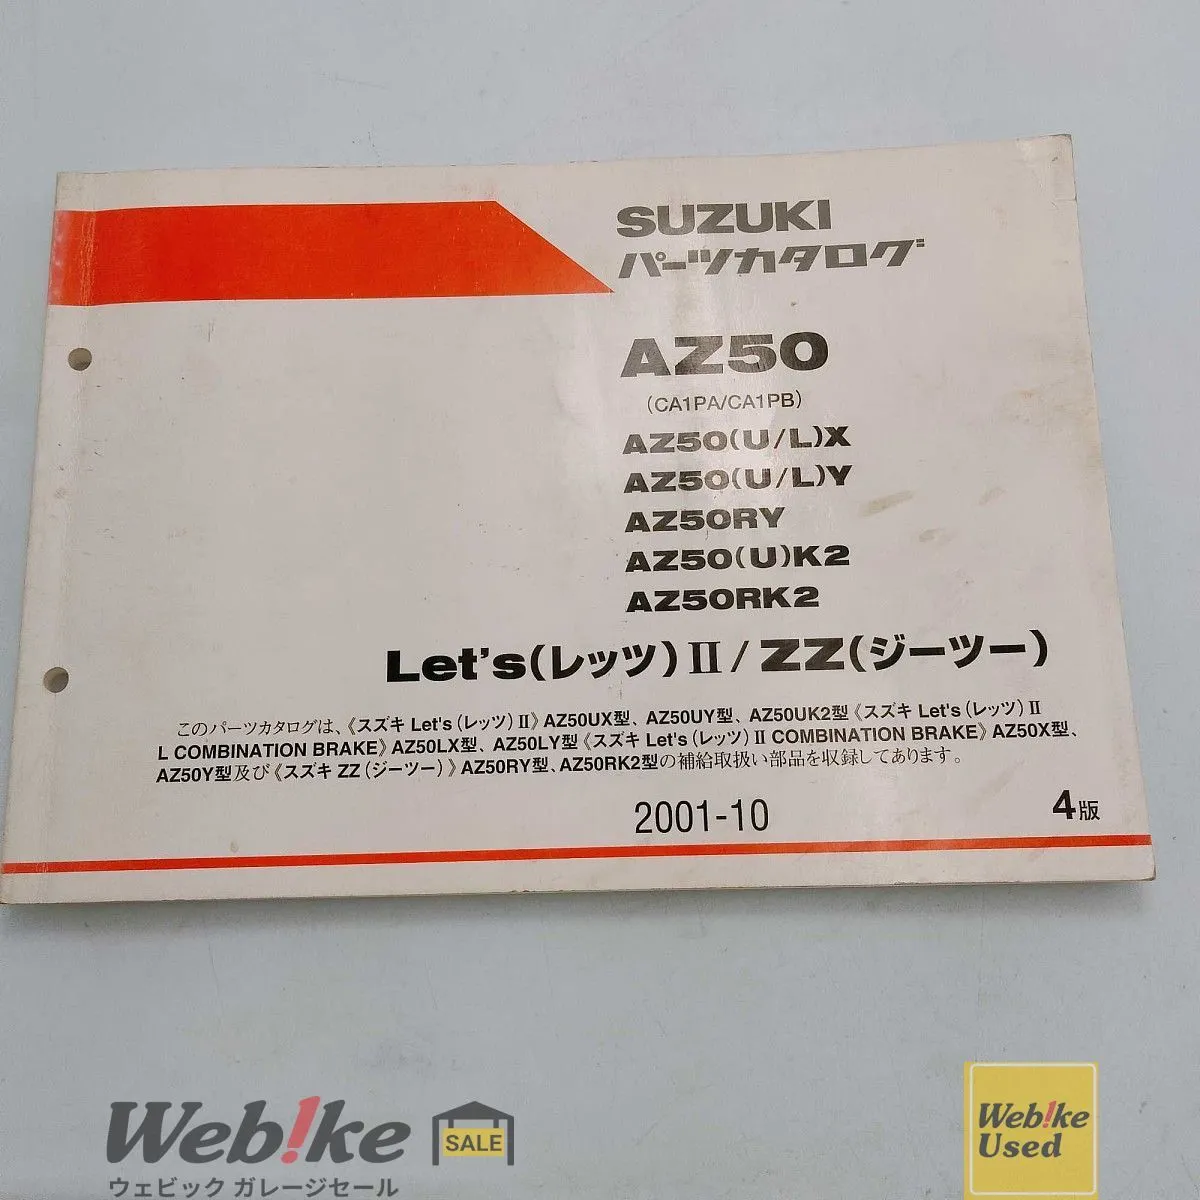 SUZUKI
パーツカタログ
AZ50
(CA1PA/CA1PB)
AZ50(U/L)X
AZ50(U/L)Y
AZ50RY
AZ50(U)K2
AZ50RK2
Let's(レッツ)II/ZZ(ジーツー)
このパーツカタログは、《スズキ Let's(レッツ)II》AZ50UX型、AZ50UY型、AZ50UK2型《スズキ Let's(レッツ)II
L COMBINATION BRAKE》AZ50LX型、AZ50LY型《スズキ Let's(レッツ)II COMBINATION BRAKE》AZ50X型、
AZ50Y型及び《スズキ ZZ(ジーツー)》AZ50RY型、AZ50RK2型の補給取扱い部品を収録してあります。
2001-10
4版
Web!ke
SALE
ウェビック ガレージセール
Web!ke
Used